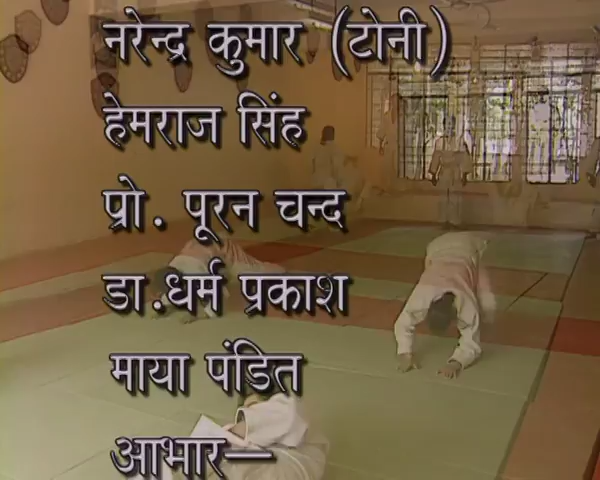 नरेन्द्र कुमार (टोनी)
हेमराज सिंह
प्रो. पूरन चन्द
डा.धर्म प्रकाश
माया पंडित
आभार—